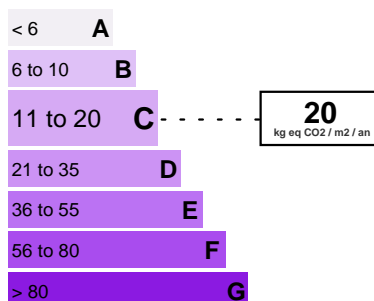 < 6 A
6 to 10 B
11 to 20 C
20
kg eq CO2 / m2 / an
21 to 35 D
36 to 55 E
56 to 80 F
> 80 G